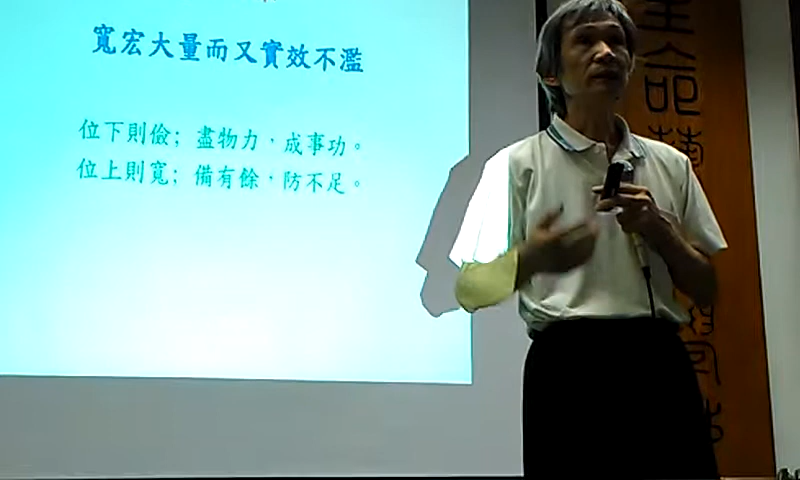 寬宏大量而又實效不濫
位下則儉；盡物力，成事功。
位上則寬；備有餘，防不足。
命